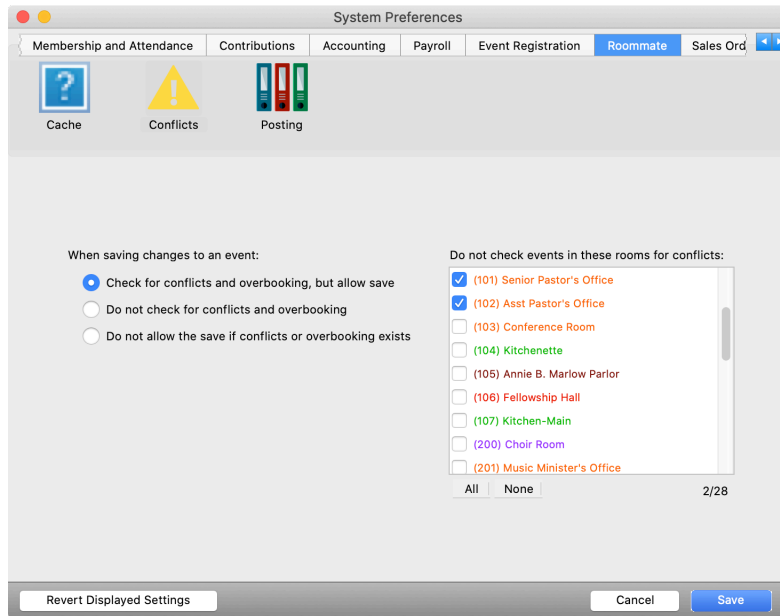 System Preferences
Membership and Attendance Contributions Accounting Payroll Event Registration Roommate Sales Ord
Cache Conflicts Posting
When saving changes to an event:
Check for conflicts and overbooking, but allow save
Do not check for conflicts and overbooking
Do not allow the save if conflicts or overbooking exists
Do not check events in these rooms for conflicts:
(101) Senior Pastor's Office
(102) Asst Pastor's Office
(103) Conference Room
(104) Kitchenette
(105) Annie B. Marlow Parlor
(106) Fellowship Hall
(107) Kitchen-Main
(200) Choir Room
(201) Music Minister's Office
All None 2/28
Revert Displayed Settings Cancel Save